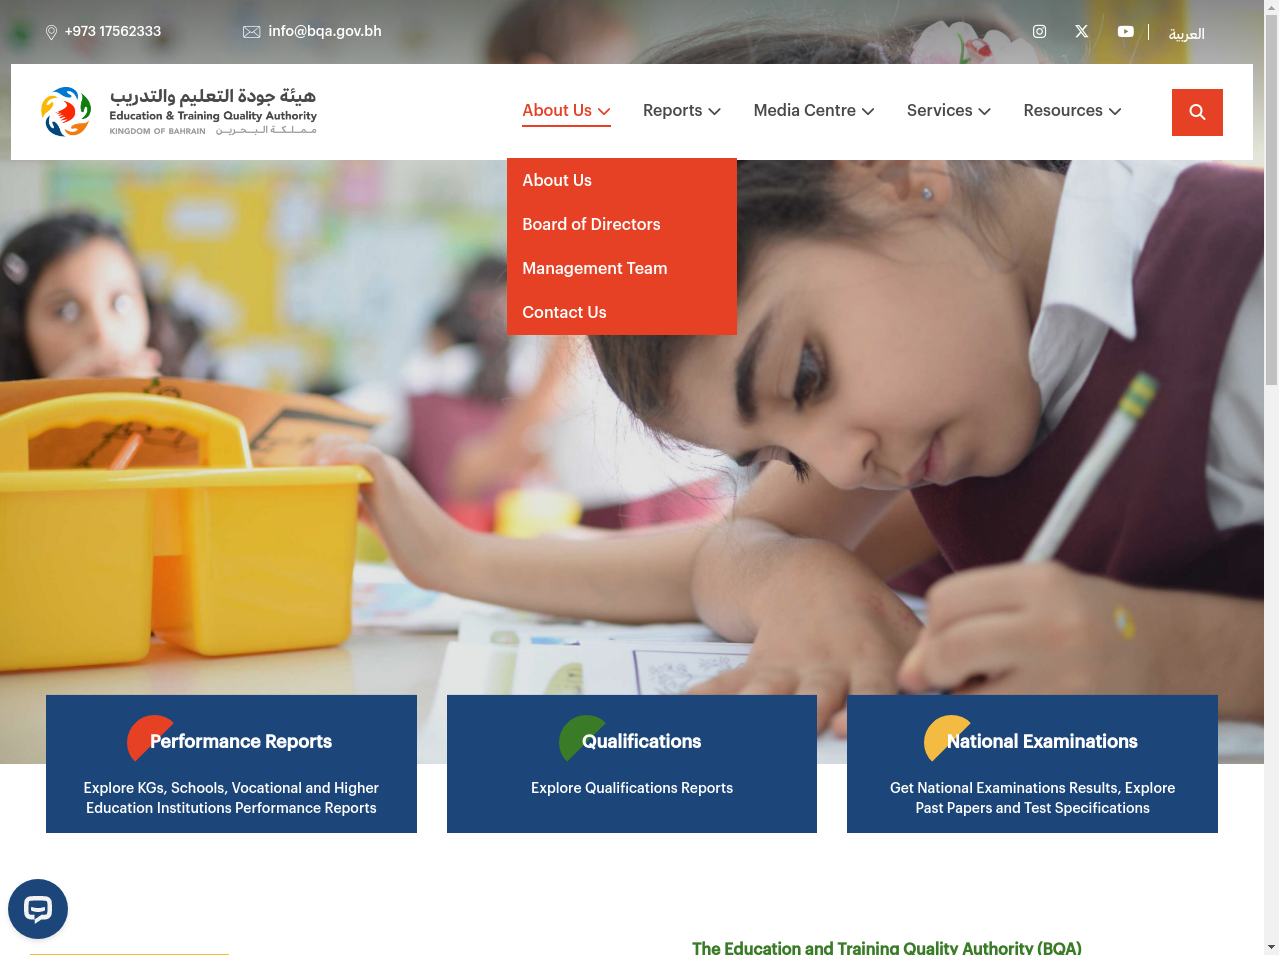 +973 17562333
info@bqa.gov.bh
العربية
هيئة جودة التعليم والتدريب
Education & Training Quality Authority
KINGDOM OF BAHRAIN مملكة البحرين
About Us
Reports
Media Centre
Services
Resources
About Us
Board of Directors
Management Team
Contact Us
Performance Reports
Explore KGs, Schools, Vocational and Higher
Education Institutions Performance Reports
Qualifications
Explore Qualifications Reports
National Examinations
Get National Examinations Results, Explore
Past Papers and Test Specifications
The Education and Training Quality Authority (BQA)